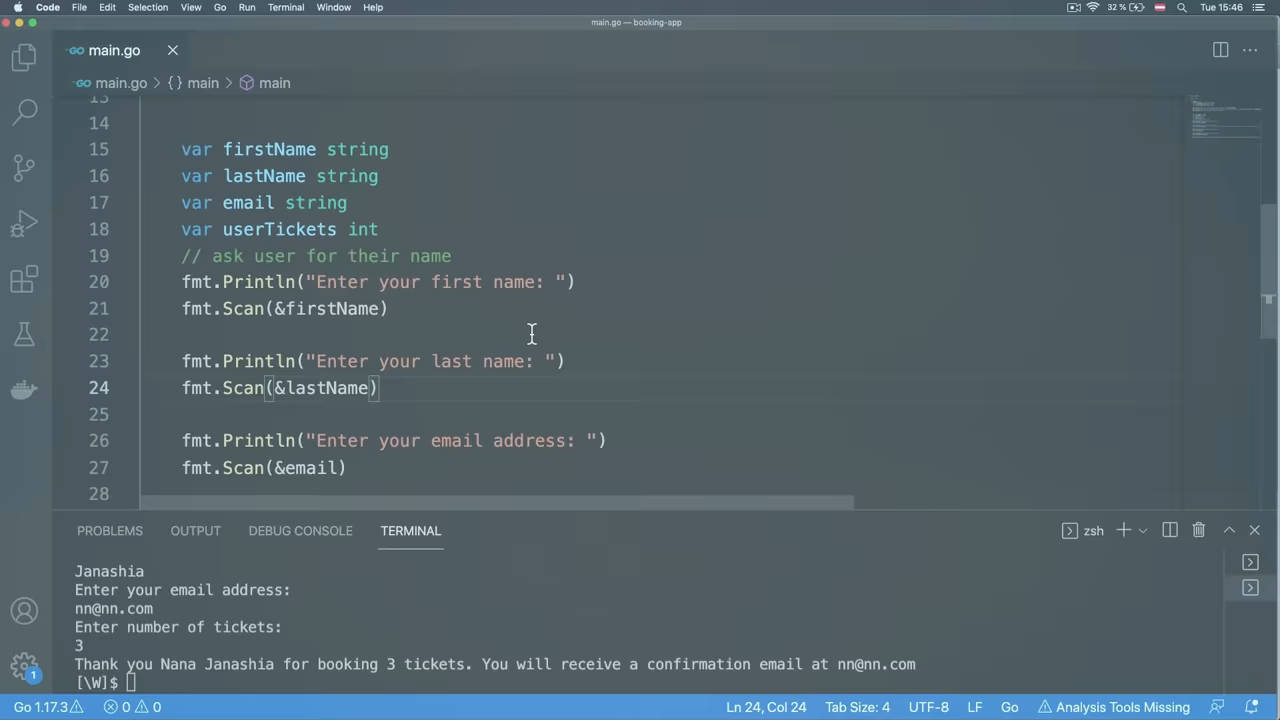 Code File Edit Selection View Go Run Terminal Window Help 32% Tue 15:46
main.go — booking-app
main.go
main.go > {} main > main
13
14
15 var firstName string
16 var lastName string
17 var email string
18 var userTickets int
19 // ask user for their name
20 fmt.Println("Enter your first name: ")
21 fmt.Scan(&firstName)
22
23 fmt.Println("Enter your last name: ")
24 fmt.Scan(&lastName)
25
26 fmt.Println("Enter your email address: ")
27 fmt.Scan(&email)
28
PROBLEMS OUTPUT DEBUG CONSOLE TERMINAL zsh
Janashia
Enter your email address:
nn@nn.com
Enter number of tickets:
3
Thank you Nana Janashia for booking 3 tickets. You will receive a confirmation email at nn@nn.com
[\W]$
1
Go 1.17.3 0 0 Ln 24, Col 24 Tab Size: 4 UTF-8 LF Go Analysis Tools Missing